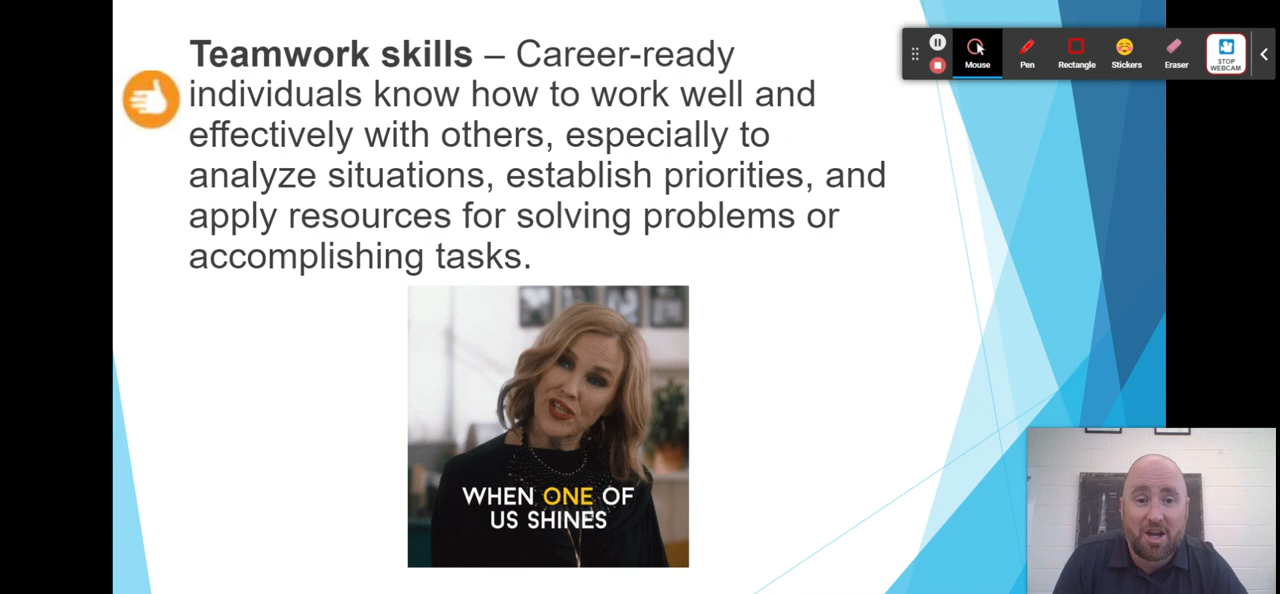 Teamwork skills – Career-ready
individuals know how to work well and
effectively with others, especially to
analyze situations, establish priorities, and
apply resources for solving problems or
accomplishing tasks.
WHEN ONE OF
US SHINES
Mouse
Pen
Rectangle
Stickers
Eraser
STOP
WEBCAM